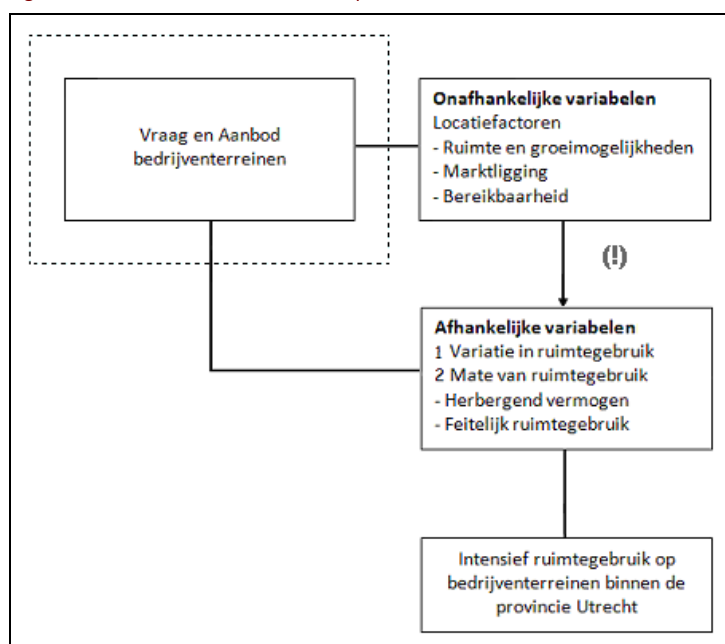 Vraag en Aanbod
bedrijventerreinen
Onafhankelijke variabelen
Locatiefactoren
- Ruimte en groeimogelijkheden
- Marktligging
- Bereikbaarheid
(!)
Afhankelijke variabelen
1 Variatie in ruimtegebruik
2 Mate van ruimtegebruik
- Herbergend vermogen
- Feitelijk ruimtegebruik
Intensief ruimtegebruik op
bedrijventerreinen binnen de
provincie Utrecht